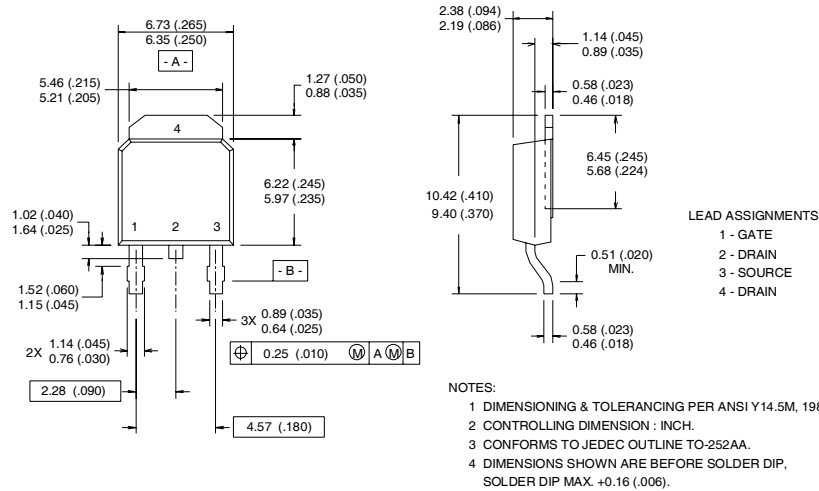 6.73 (.265)
6.35 (.250)
- A -
5.46 (.215)
5.21 (.205)
1.27 (.050)
0.88 (.035)
4
6.22 (.245)
5.97 (.235)
1.02 (.040)
1.64 (.025)
1 2 3
1.52 (.060)
1.15 (.045)
- B -
2X 1.14 (.045)
0.76 (.030)
3X 0.89 (.035)
0.64 (.025)
0.25 (.010) M A M B
2.28 (.090)
4.57 (.180)
2.38 (.094)
2.19 (.086)
1.14 (.045)
0.89 (.035)
0.58 (.023)
0.46 (.018)
10.42 (.410)
9.40 (.370)
6.45 (.245)
5.68 (.224)
0.51 (.020)
MIN.
0.58 (.023)
0.46 (.018)
LEAD ASSIGNMENTS
1 - GATE
2 - DRAIN
3 - SOURCE
4 - DRAIN
NOTES:
1 DIMENSIONING & TOLERANCING PER ANSI Y14.5M,
2 CONTROLLING DIMENSION : INCH.
3 CONFORMS TO JEDEC OUTLINE TO-252AA.
4 DIMENSIONS SHOWN ARE BEFORE SOLDER DIP,
SOLDER DIP MAX. +0.16 (.006).